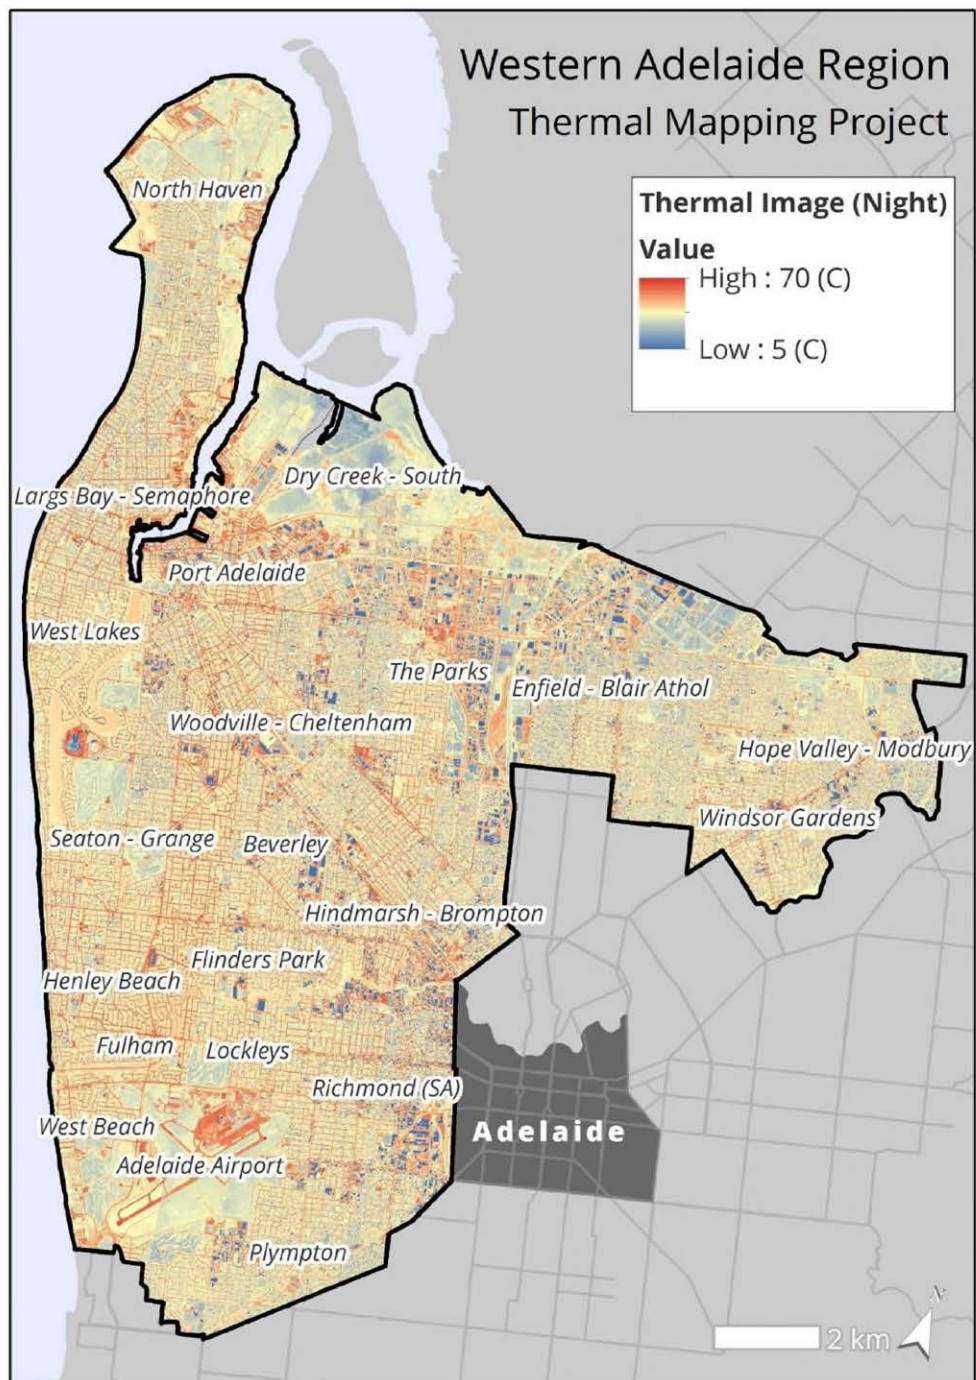 Western Adelaide Region
Thermal Mapping Project
Thermal Image (Night)
Value
High : 70 (C)
Low : 5 (C)
North Haven
Dry Creek - South
Largs Bay - Semaphore
Port Adelaide
West Lakes
The Parks
Enfield - Blair Athol
Woodville - Cheltenham
Hope Valley - Modbury
Windsor Gardens
Seaton - Grange
Beverley
Hindmarsh - Brompton
Flinders Park
Henley Beach
Fulham
Lockleys
Richmond (SA)
West Beach
Adelaide
Adelaide Airport
Plympton
N
2 km